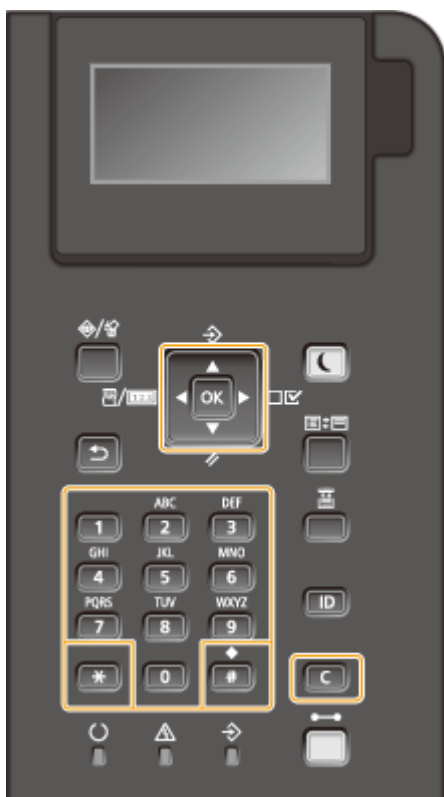 OK
ABC DEF
1 2 3
GHI JKL MNO
4 5 6
PQRS TUV WXYZ
7 8 9
ID
* 0 #
C